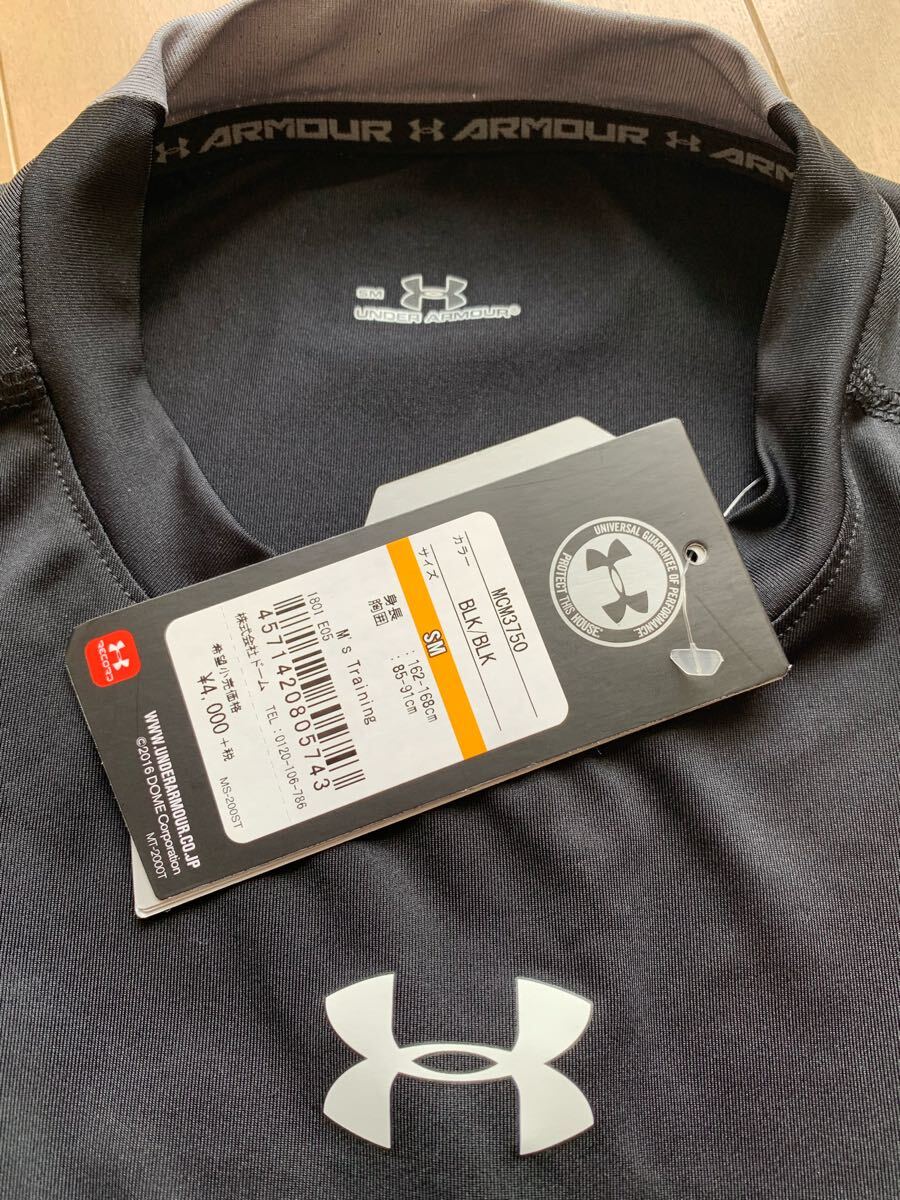 ARMOUR ARMOUR ARM
SM
UNDER ARMOUR®
UNIVERSAL GUARANTEE OF PERFORMANCE
PROTECT THIS HOUSE.
MCM3750
カラー BLK/BLK
サイズ SM
身長 : 162-168cm
胸囲 : 85-91cm
1801 E05 M's Training
4571420805743
株式会社ドーム TEL:0120-106-786
希望小売価格
¥4,000 +税
MS-200ST
RECORD
WWW.UNDERARMOUR.CO.JP
©2016 DOME Corporation
MT-2000T